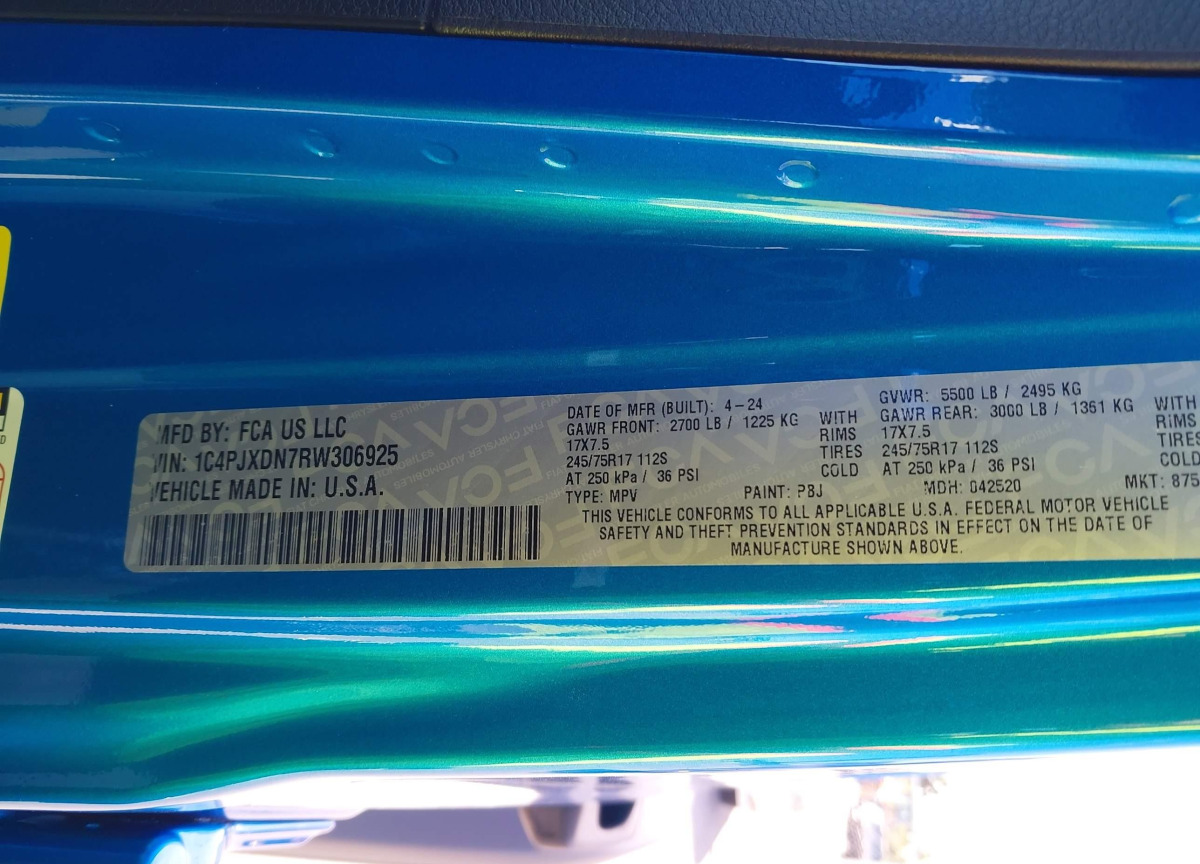 MFD BY: FCA US LLC
VIN: 1C4PJXDN7RW306925
VEHICLE MADE IN: U.S.A.
DATE OF MFR (BUILT): 4-24
GAWR FRONT: 2700 LB / 1225 KG
17X7.5
245/75R17 112S
AT 250 kPa / 36 PSI
WITH
RIMS
TIRES
COLD
GVWR: 5500 LB / 2495 KG
GAWR REAR: 3000 LB / 1361 KG
17X7.5
245/75R17 112S
AT 250 kPa / 36 PSI
WITH
RIMS
TIRES
COLD
TYPE: MPV PAINT: PBJ MDH: 042520 MKT: 875
THIS VEHICLE CONFORMS TO ALL APPLICABLE U.S.A. FEDERAL MOTOR VEHICLE
SAFETY AND THEFT PREVENTION STANDARDS IN EFFECT ON THE DATE OF
MANUFACTURE SHOWN ABOVE.